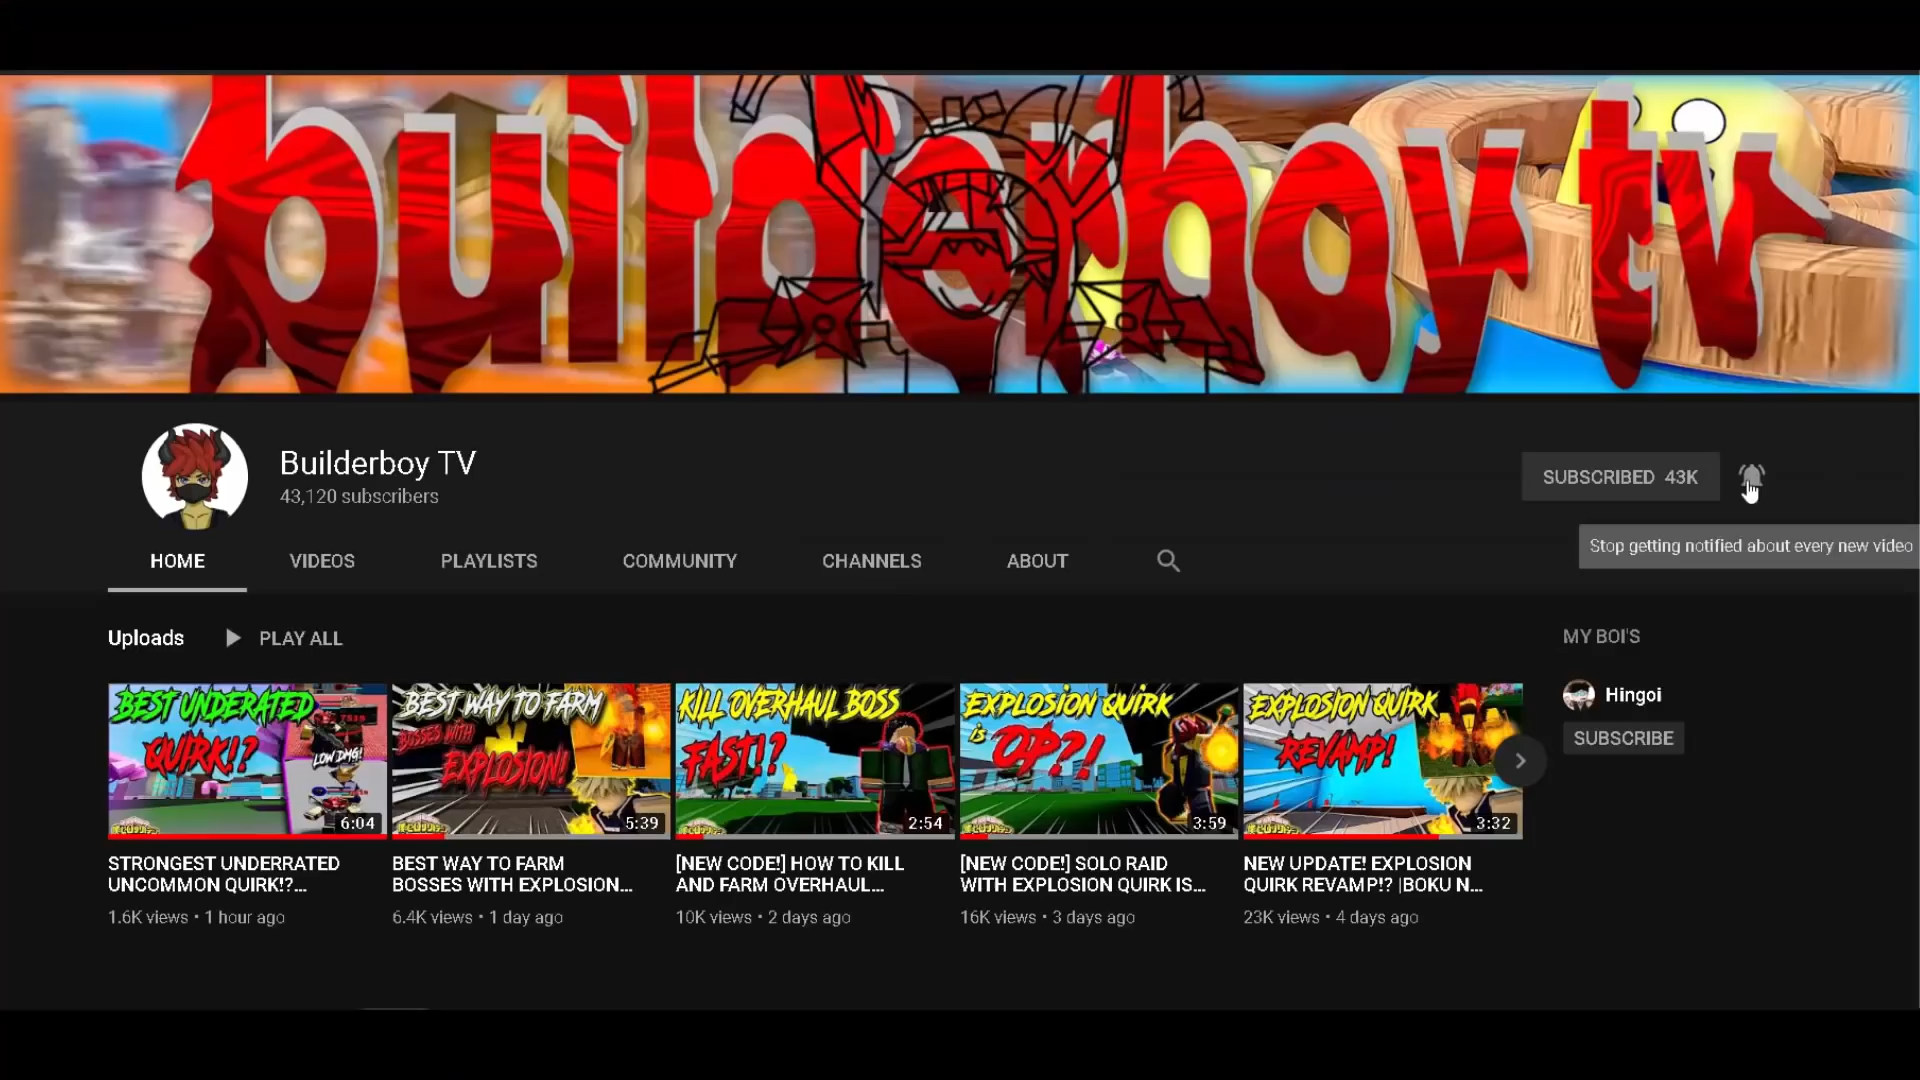 builderboy tv
Builderboy TV
43,120 subscribers
SUBSCRIBED 43K
Stop getting notified about every new video
HOME VIDEOS PLAYLISTS COMMUNITY CHANNELS ABOUT
Uploads PLAY ALL
MY BOI'S
Hingoi
SUBSCRIBE
BEST UNDERATED
QUIRK!?
LOW DMG!
6:04
STRONGEST UNDERRATED
UNCOMMON QUIRK!?...
1.6K views • 1 hour ago
BEST WAY TO FARM
BOSSES WITH
EXPLOSION!
5:39
BEST WAY TO FARM
BOSSES WITH EXPLOSION...
6.4K views • 1 day ago
KILL OVERHAUL BOSS
FAST!?
2:54
[NEW CODE!] HOW TO KILL
AND FARM OVERHAUL...
10K views • 2 days ago
EXPLOSION QUIRK
is
OP?!
3:59
[NEW CODE!] SOLO RAID
WITH EXPLOSION QUIRK IS...
16K views • 3 days ago
EXPLOSION QUIRK
REVAMP!
3:32
NEW UPDATE! EXPLOSION
QUIRK REVAMP!? |BOKU N...
23K views • 4 days ago